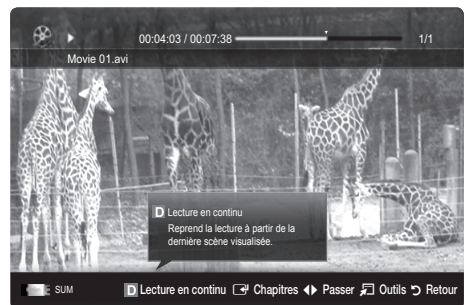 00:04:03 / 00:07:38 1/1
Movie 01.avi
D Lecture en continu
Reprend la lecture à partir de la
dernière scène visualisée.
SUM D Lecture en continu Chapitres Passer Outils Retour